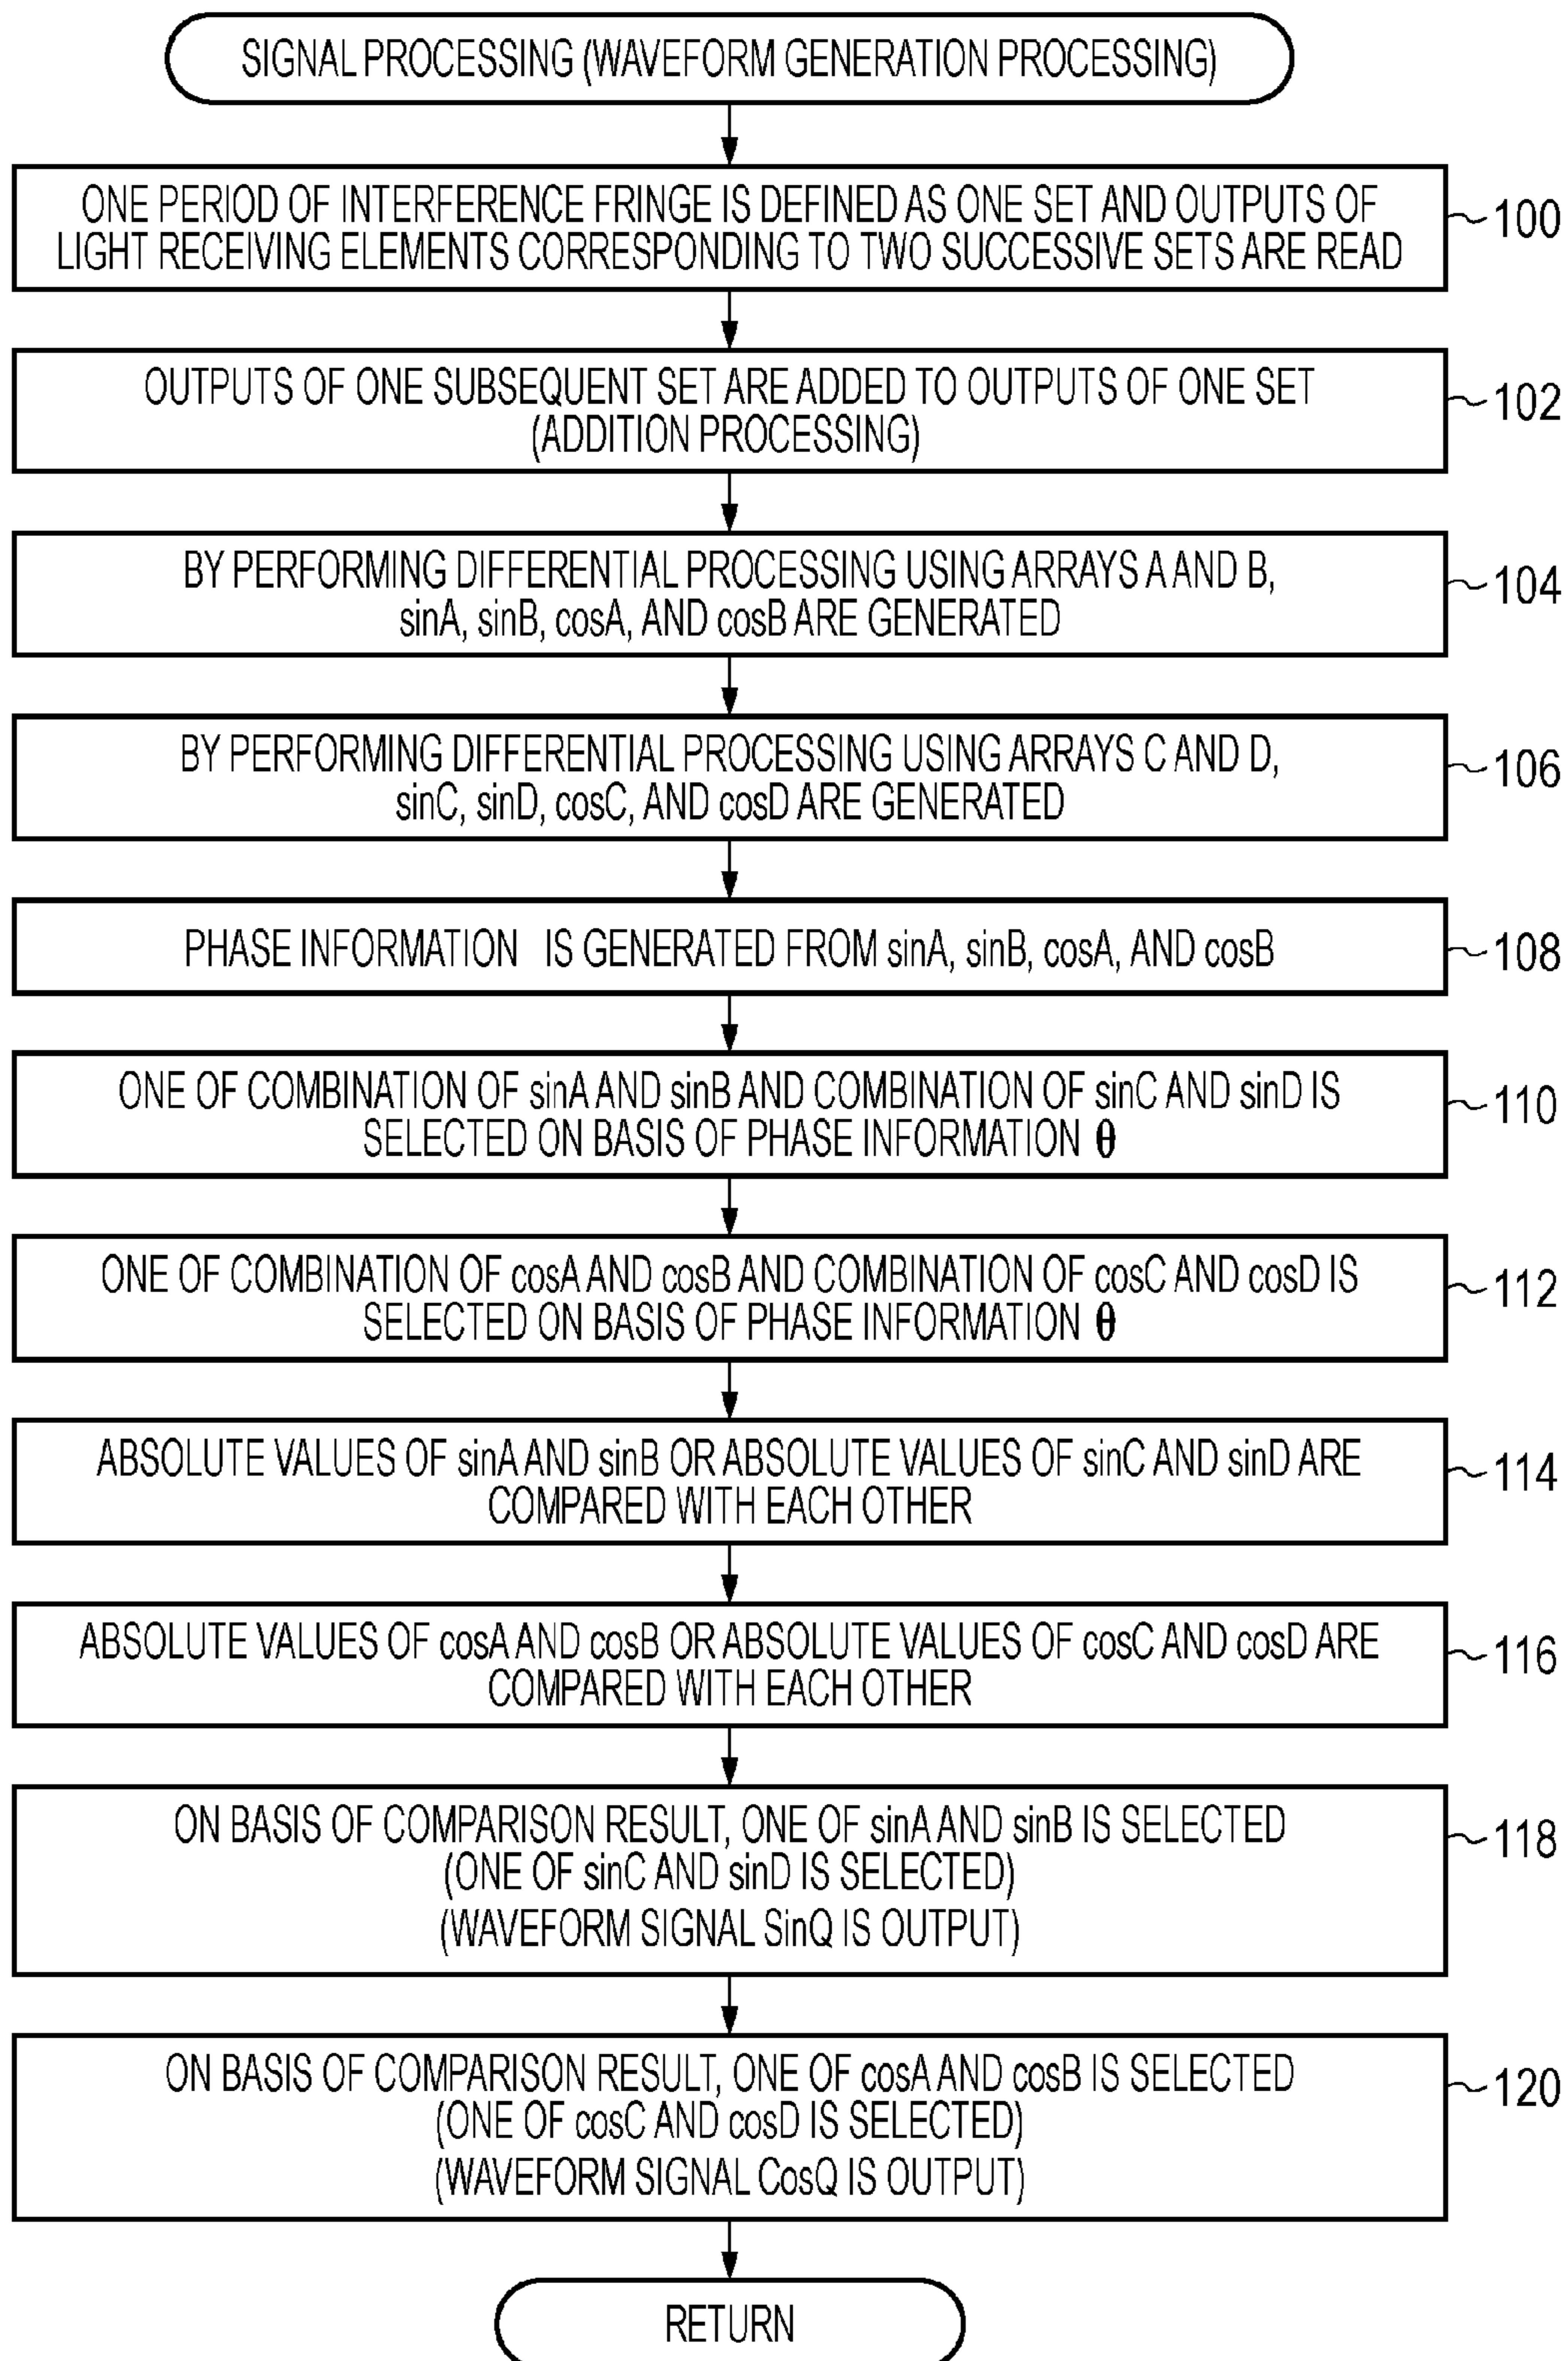 SIGNAL PROCESSING (WAVEFORM GENERATION PROCESSING)
ONE PERIOD OF INTERFERENCE FRINGE IS DEFINED AS ONE SET AND OUTPUTS OF
LIGHT RECEIVING ELEMENTS CORRESPONDING TO TWO SUCCESSIVE SETS ARE READ
100
OUTPUTS OF ONE SUBSEQUENT SET ARE ADDED TO OUTPUTS OF ONE SET
(ADDITION PROCESSING)
102
BY PERFORMING DIFFERENTIAL PROCESSING USING ARRAYS A AND B,
sinA, sinB, cosA, AND cosB ARE GENERATED
104
BY PERFORMING DIFFERENTIAL PROCESSING USING ARRAYS C AND D,
sinC, sinD, cosC, AND cosD ARE GENERATED
106
PHASE INFORMATION IS GENERATED FROM sinA, sinB, cosA, AND cosB
108
ONE OF COMBINATION OF sinA AND sinB AND COMBINATION OF sinC AND sinD IS
SELECTED ON BASIS OF PHASE INFORMATION θ
110
ONE OF COMBINATION OF cosA AND cosB AND COMBINATION OF cosC AND cosD IS
SELECTED ON BASIS OF PHASE INFORMATION θ
112
ABSOLUTE VALUES OF sinA AND sinB OR ABSOLUTE VALUES OF sinC AND sinD ARE
COMPARED WITH EACH OTHER
114
ABSOLUTE VALUES OF cosA AND cosB OR ABSOLUTE VALUES OF cosC AND cosD ARE
COMPARED WITH EACH OTHER
116
ON BASIS OF COMPARISON RESULT, ONE OF sinA AND sinB IS SELECTED
(ONE OF sinC AND sinD IS SELECTED)
(WAVEFORM SIGNAL SinQ IS OUTPUT)
118
ON BASIS OF COMPARISON RESULT, ONE OF cosA AND cosB IS SELECTED
(ONE OF cosC AND cosD IS SELECTED)
(WAVEFORM SIGNAL CosQ IS OUTPUT)
120
RETURN